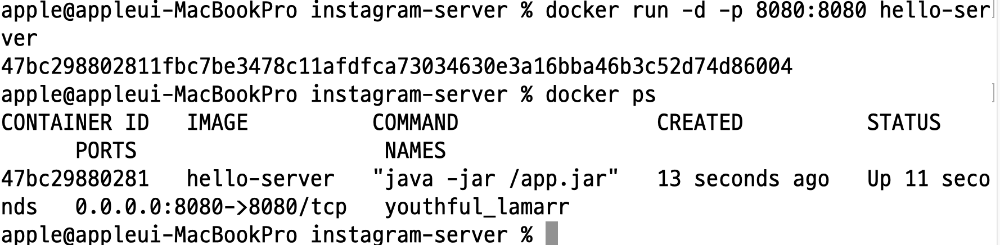 apple@appleui-MacBookPro instagram-server % docker run -d -p 8080:8080 hello-ser
ver
47bc298802811fbc7be3478c11afdfca73034630e3a16bba46b3c52d74d86004
apple@appleui-MacBookPro instagram-server % docker ps
CONTAINER ID   IMAGE          COMMAND                CREATED          STATUS
      PORTS                    NAMES
47bc29880281   hello-server   "java -jar /app.jar"   13 seconds ago   Up 11 seco
nds   0.0.0.0:8080->8080/tcp   youthful_lamarr
apple@appleui-MacBookPro instagram-server %